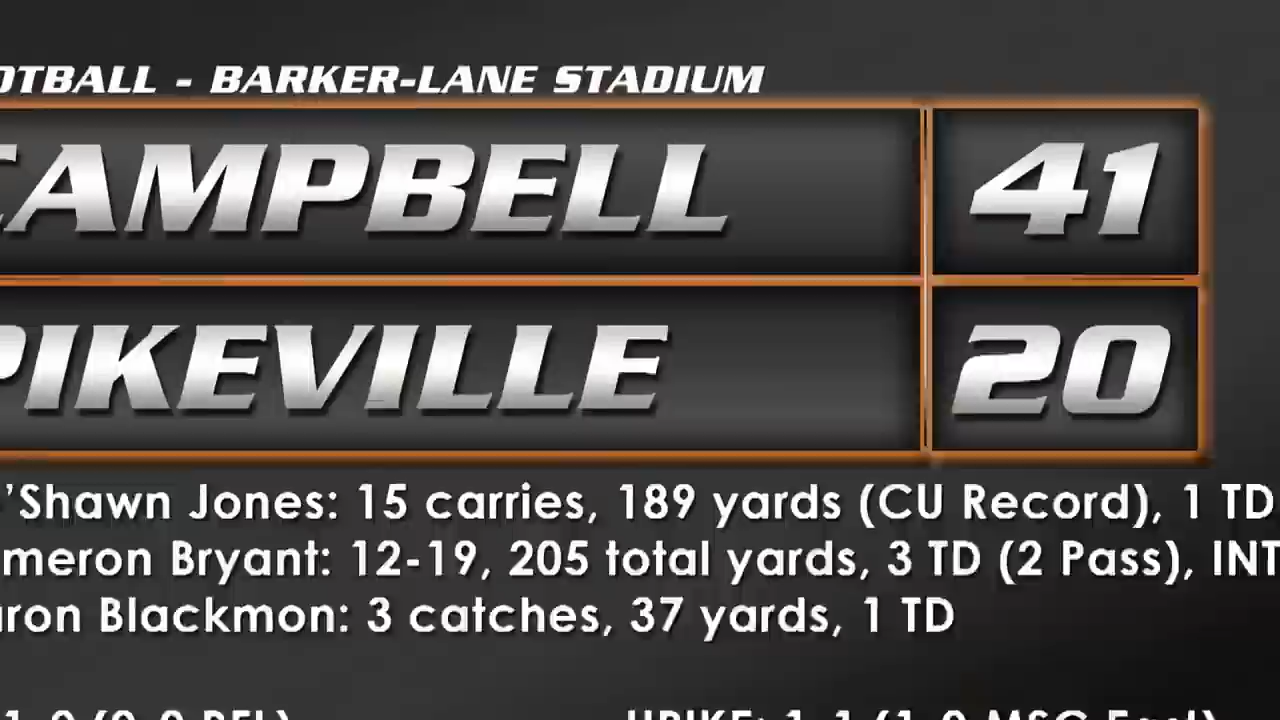 OTBALL - BARKER-LANE STADIUM
CAMPBELL 41
PIKEVILLE 20
'Shawn Jones: 15 carries, 189 yards (CU Record), 1 TD
meron Bryant: 12-19, 205 total yards, 3 TD (2 Pass), INT
aron Blackmon: 3 catches, 37 yards, 1 TD